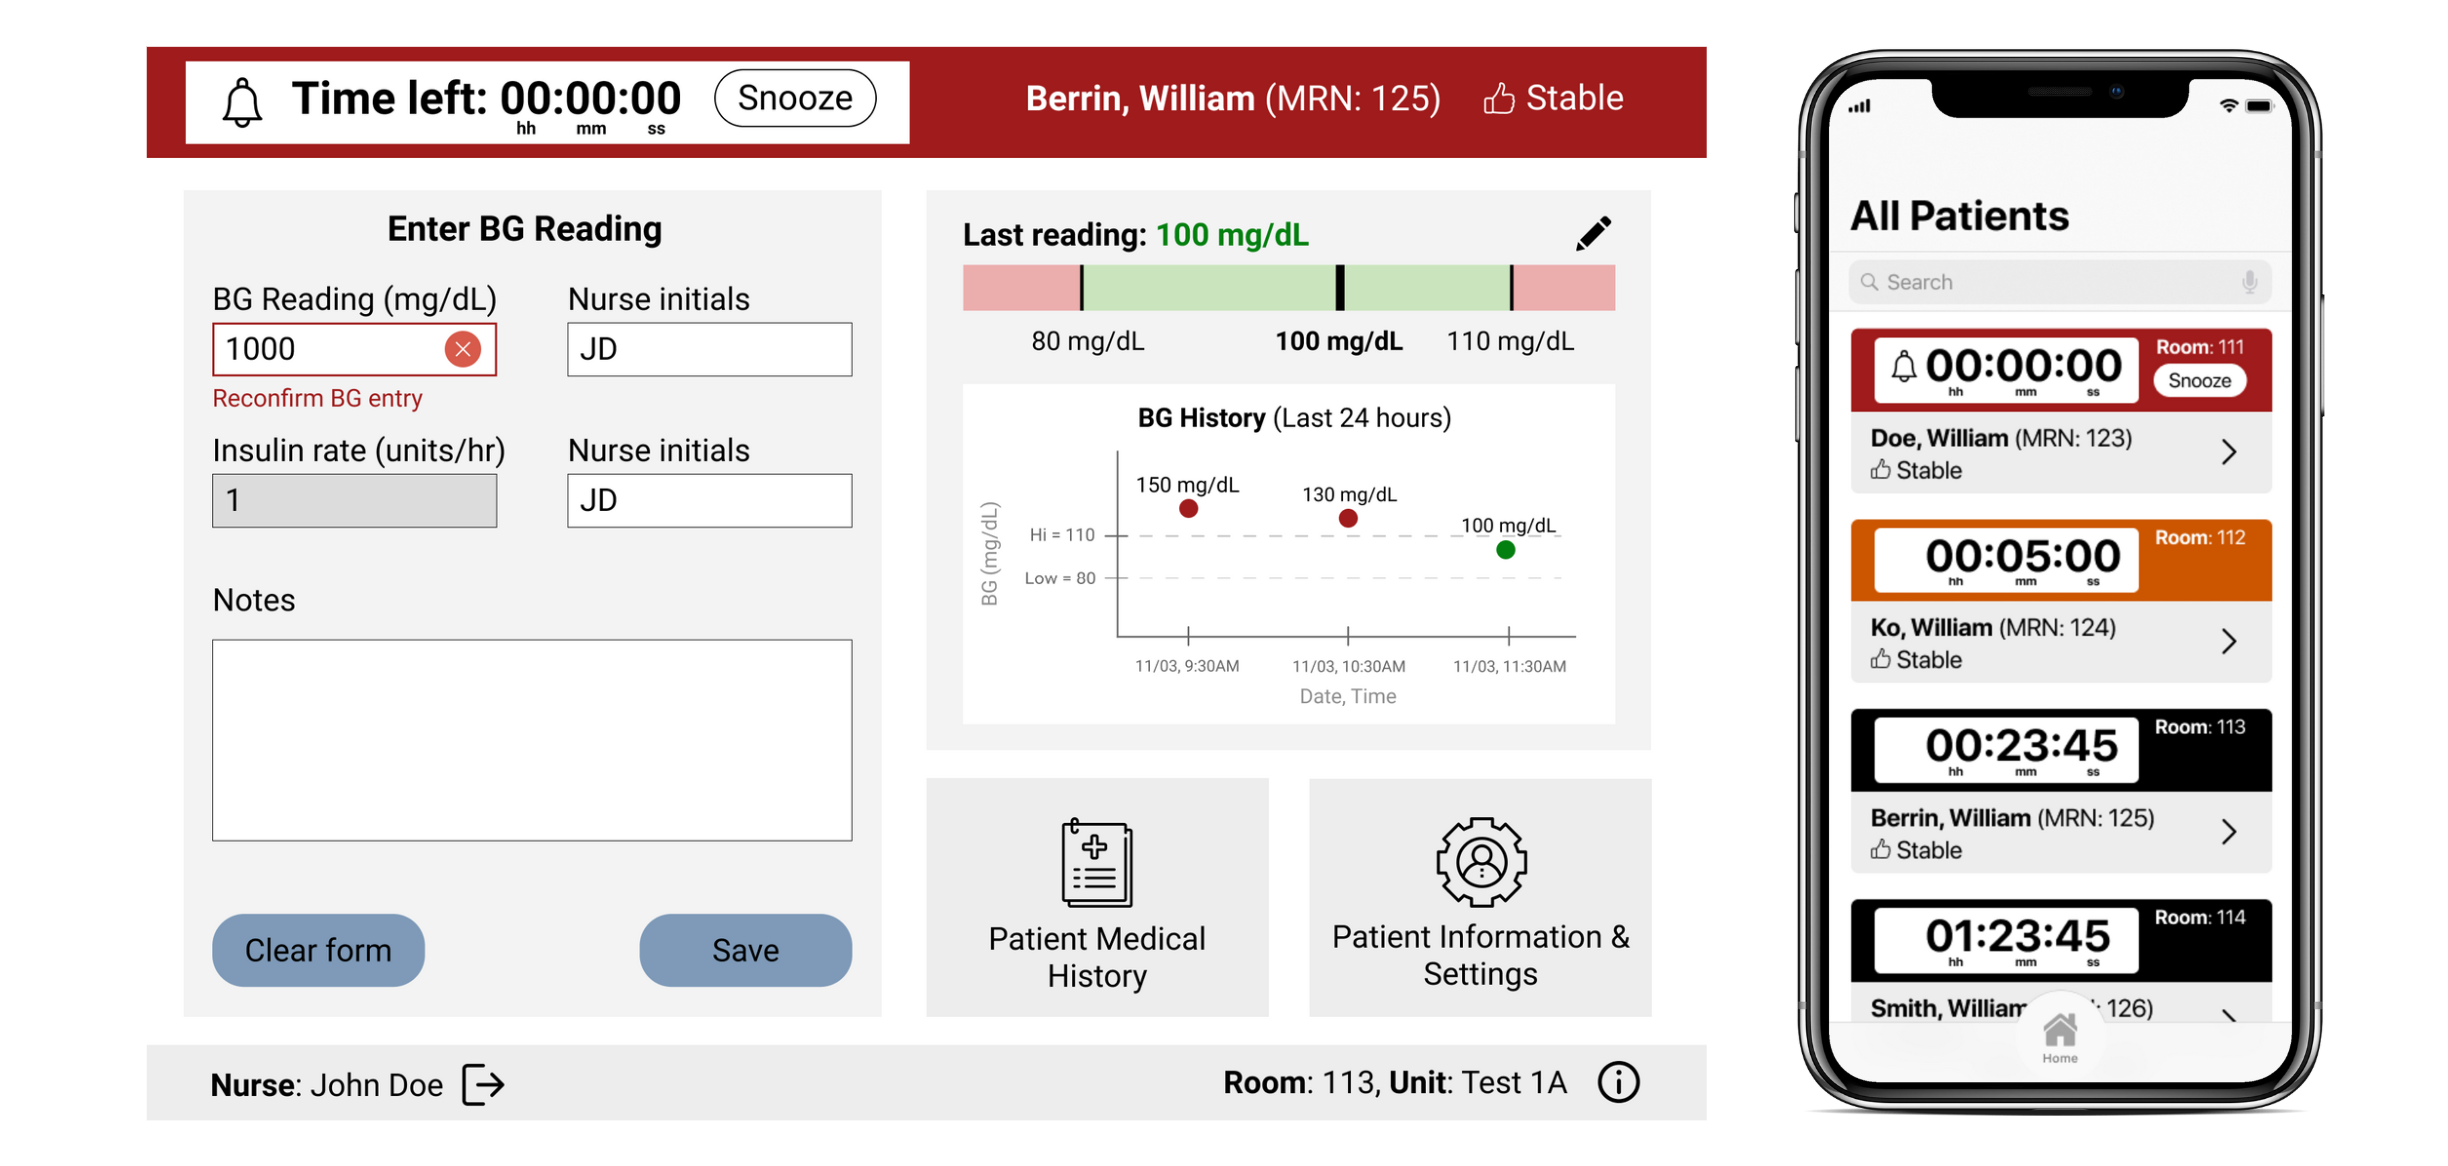 Time left: 00:00:00
hh mm ss
Snooze
Berrin, William (MRN: 125)
Stable
Enter BG Reading
BG Reading (mg/dL)
Nurse initials
1000
JD
Reconfirm BG entry
Insulin rate (units/hr)
Nurse initials
1
JD
Notes
Clear form
Save
Last reading: 100 mg/dL
80 mg/dL
100 mg/dL
110 mg/dL
BG History (Last 24 hours)
BG (mg/dL)
150 mg/dL
130 mg/dL
100 mg/dL
Hi = 110
Low = 80
11/03, 9:30AM
11/03, 10:30AM
11/03, 11:30AM
Date, Time
Patient Medical
History
Patient Information &
Settings
Nurse: John Doe
Room: 113, Unit: Test 1A
All Patients
Search
00:00:00
hh mm ss
Room: 111
Snooze
Doe, William (MRN: 123)
Stable
00:05:00
hh mm ss
Room: 112
Ko, William (MRN: 124)
Stable
00:23:45
hh mm ss
Room: 113
Berrin, William (MRN: 125)
Stable
01:23:45
hh mm ss
Room: 114
Smith, William 126)
Home